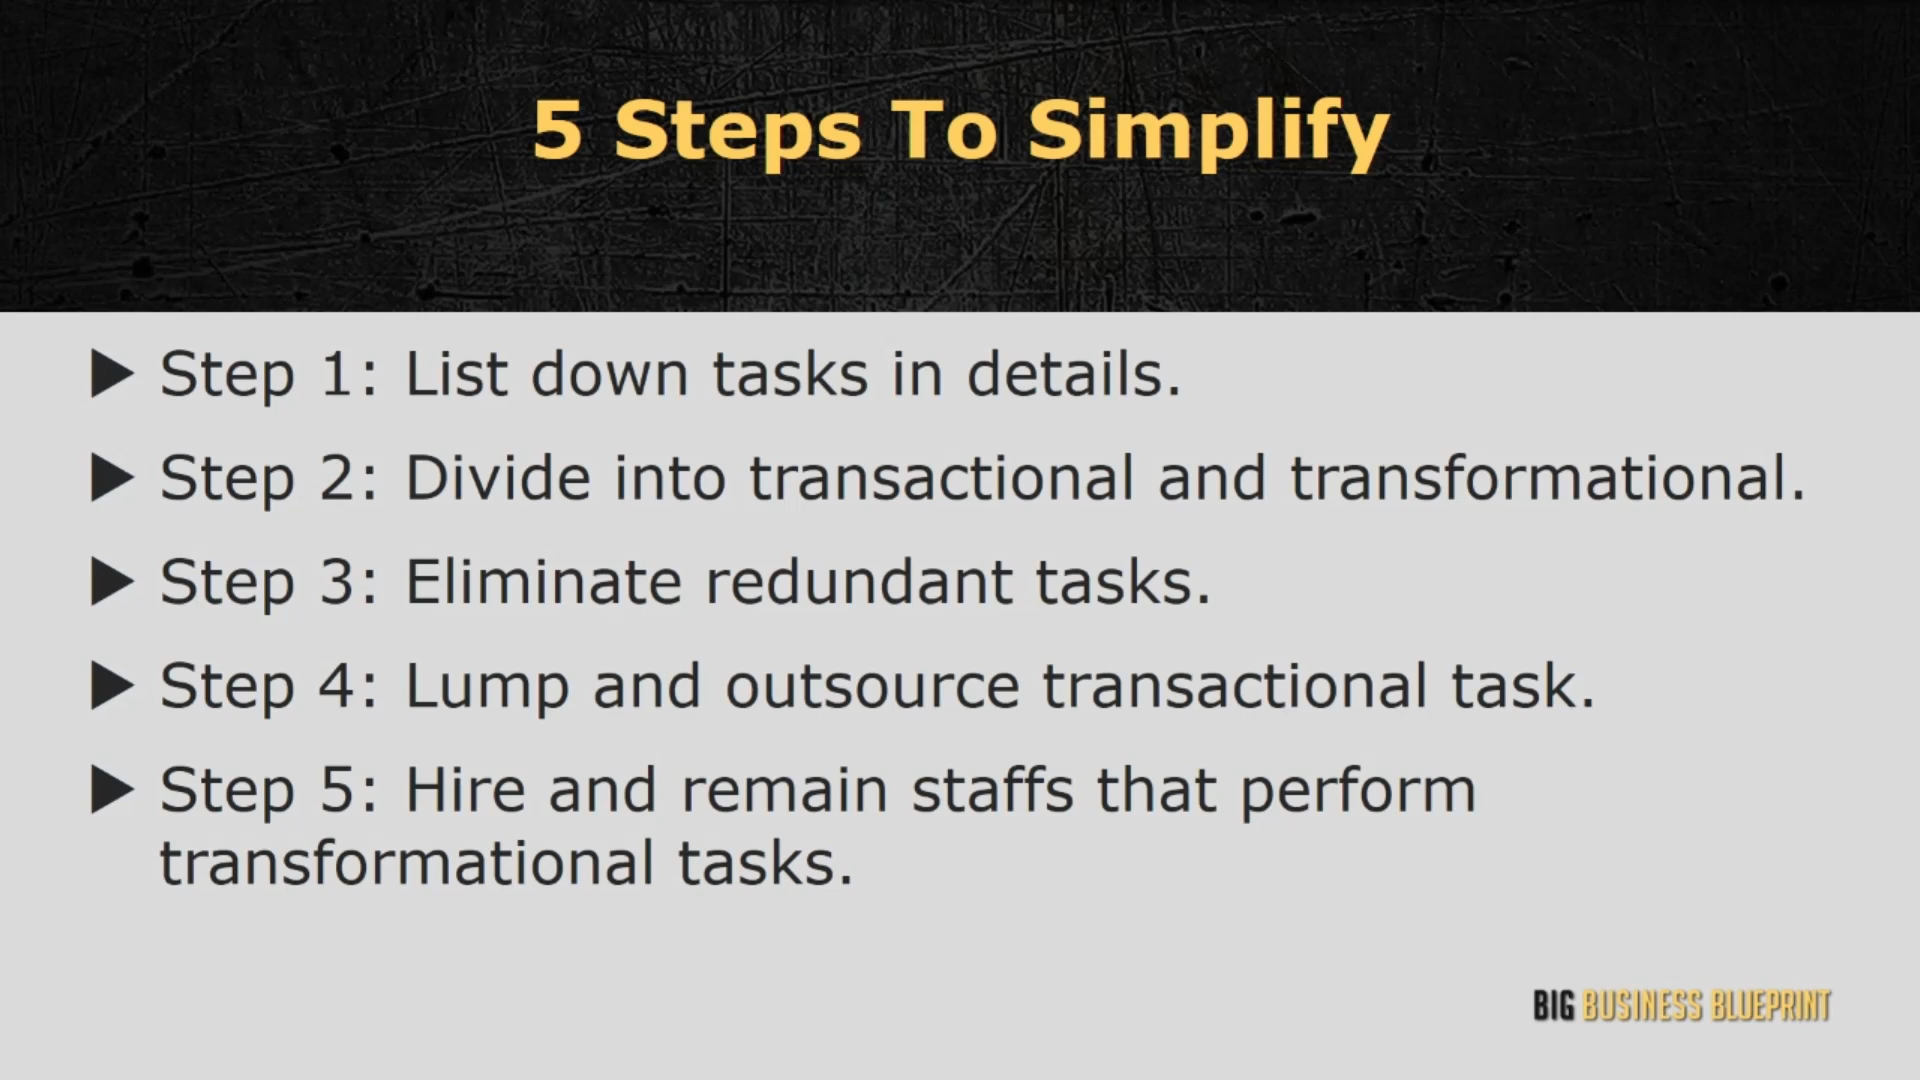 5 Steps To Simplify
Step 1: List down tasks in details.
Step 2: Divide into transactional and transformational.
Step 3: Eliminate redundant tasks.
Step 4: Lump and outsource transactional task.
Step 5: Hire and remain staffs that perform
transformational tasks.
BIG BUSINESS BLUEPRINT